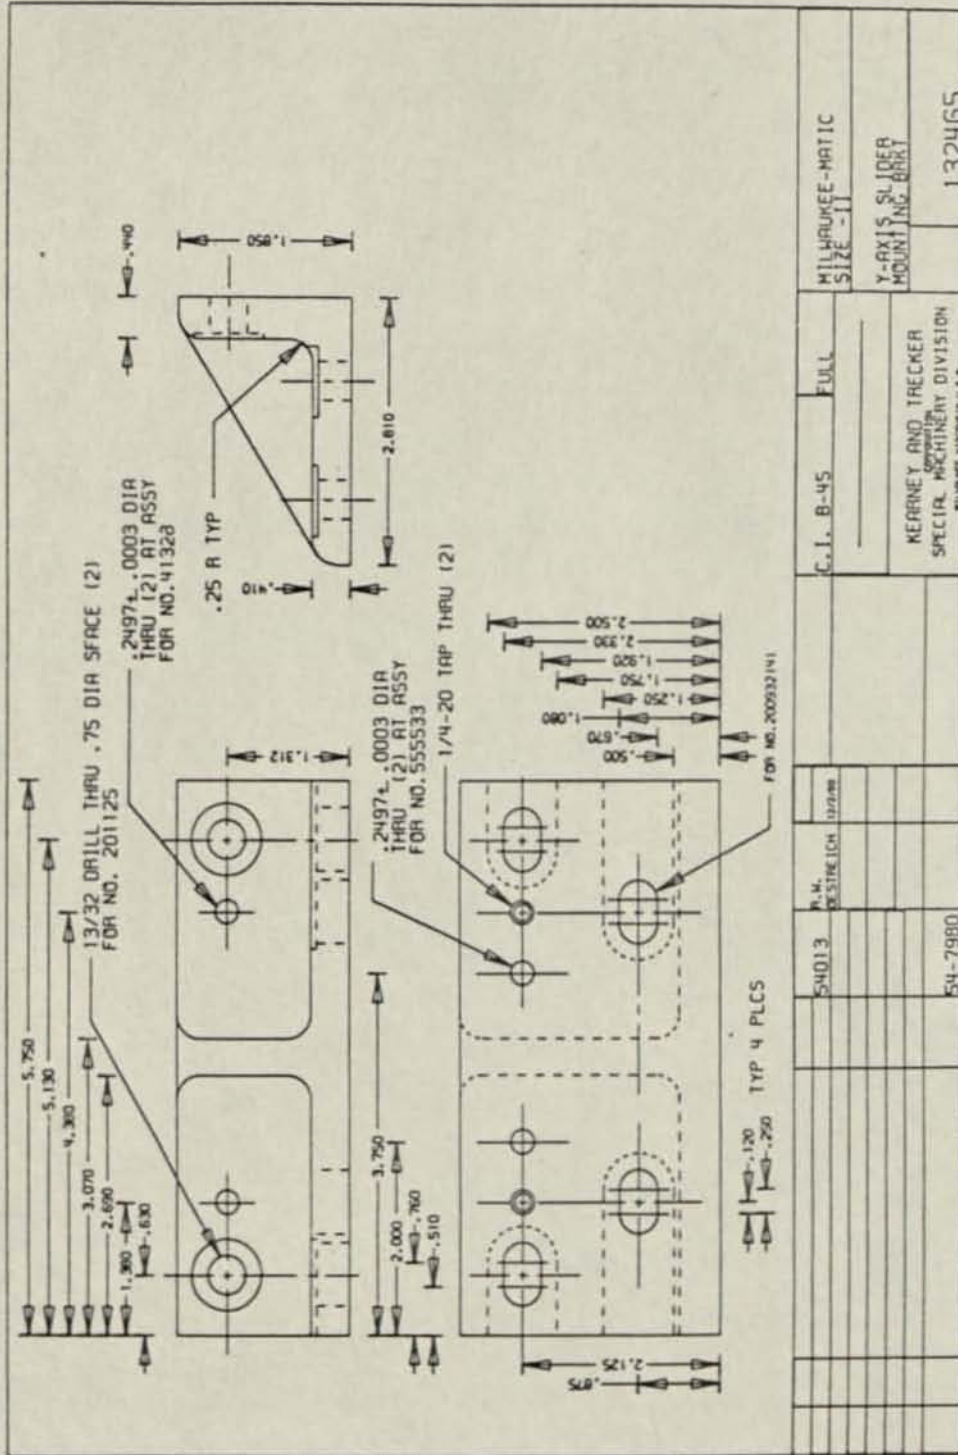 5.750
5.130
4.380
3.070
2.690
1.380
.630
13/32 DRILL THRU .75 DIA SFACE (2)
FOR NO. 201125
.2497±.0003 DIA
THRU (2) AT ASSY
FOR NO.41328
1.312
.440
1.850
.25 R TYP
.410
2.810
3.750
2.000
.760
.510
.2497±.0003 DIA
THRU (2) AT ASSY
FOR NO.555533
1/4-20 TAP THRU (2)
2.500
2.330
1.920
1.750
1.250
1.080
.670
.500
2.125
.875
.120
.250
TYP 4 PLCS
FOR NO.200932141
54013
54-7980
R.W.
OESTREICH
C.I. B-45
FULL
KEARNEY AND TRECKER
CORPORATION
SPECIAL MACHINERY DIVISION
MILWAUKEE-MATIC
SIZE -II
Y-AXIS SLIDER
MOUNTING BRKT
132465